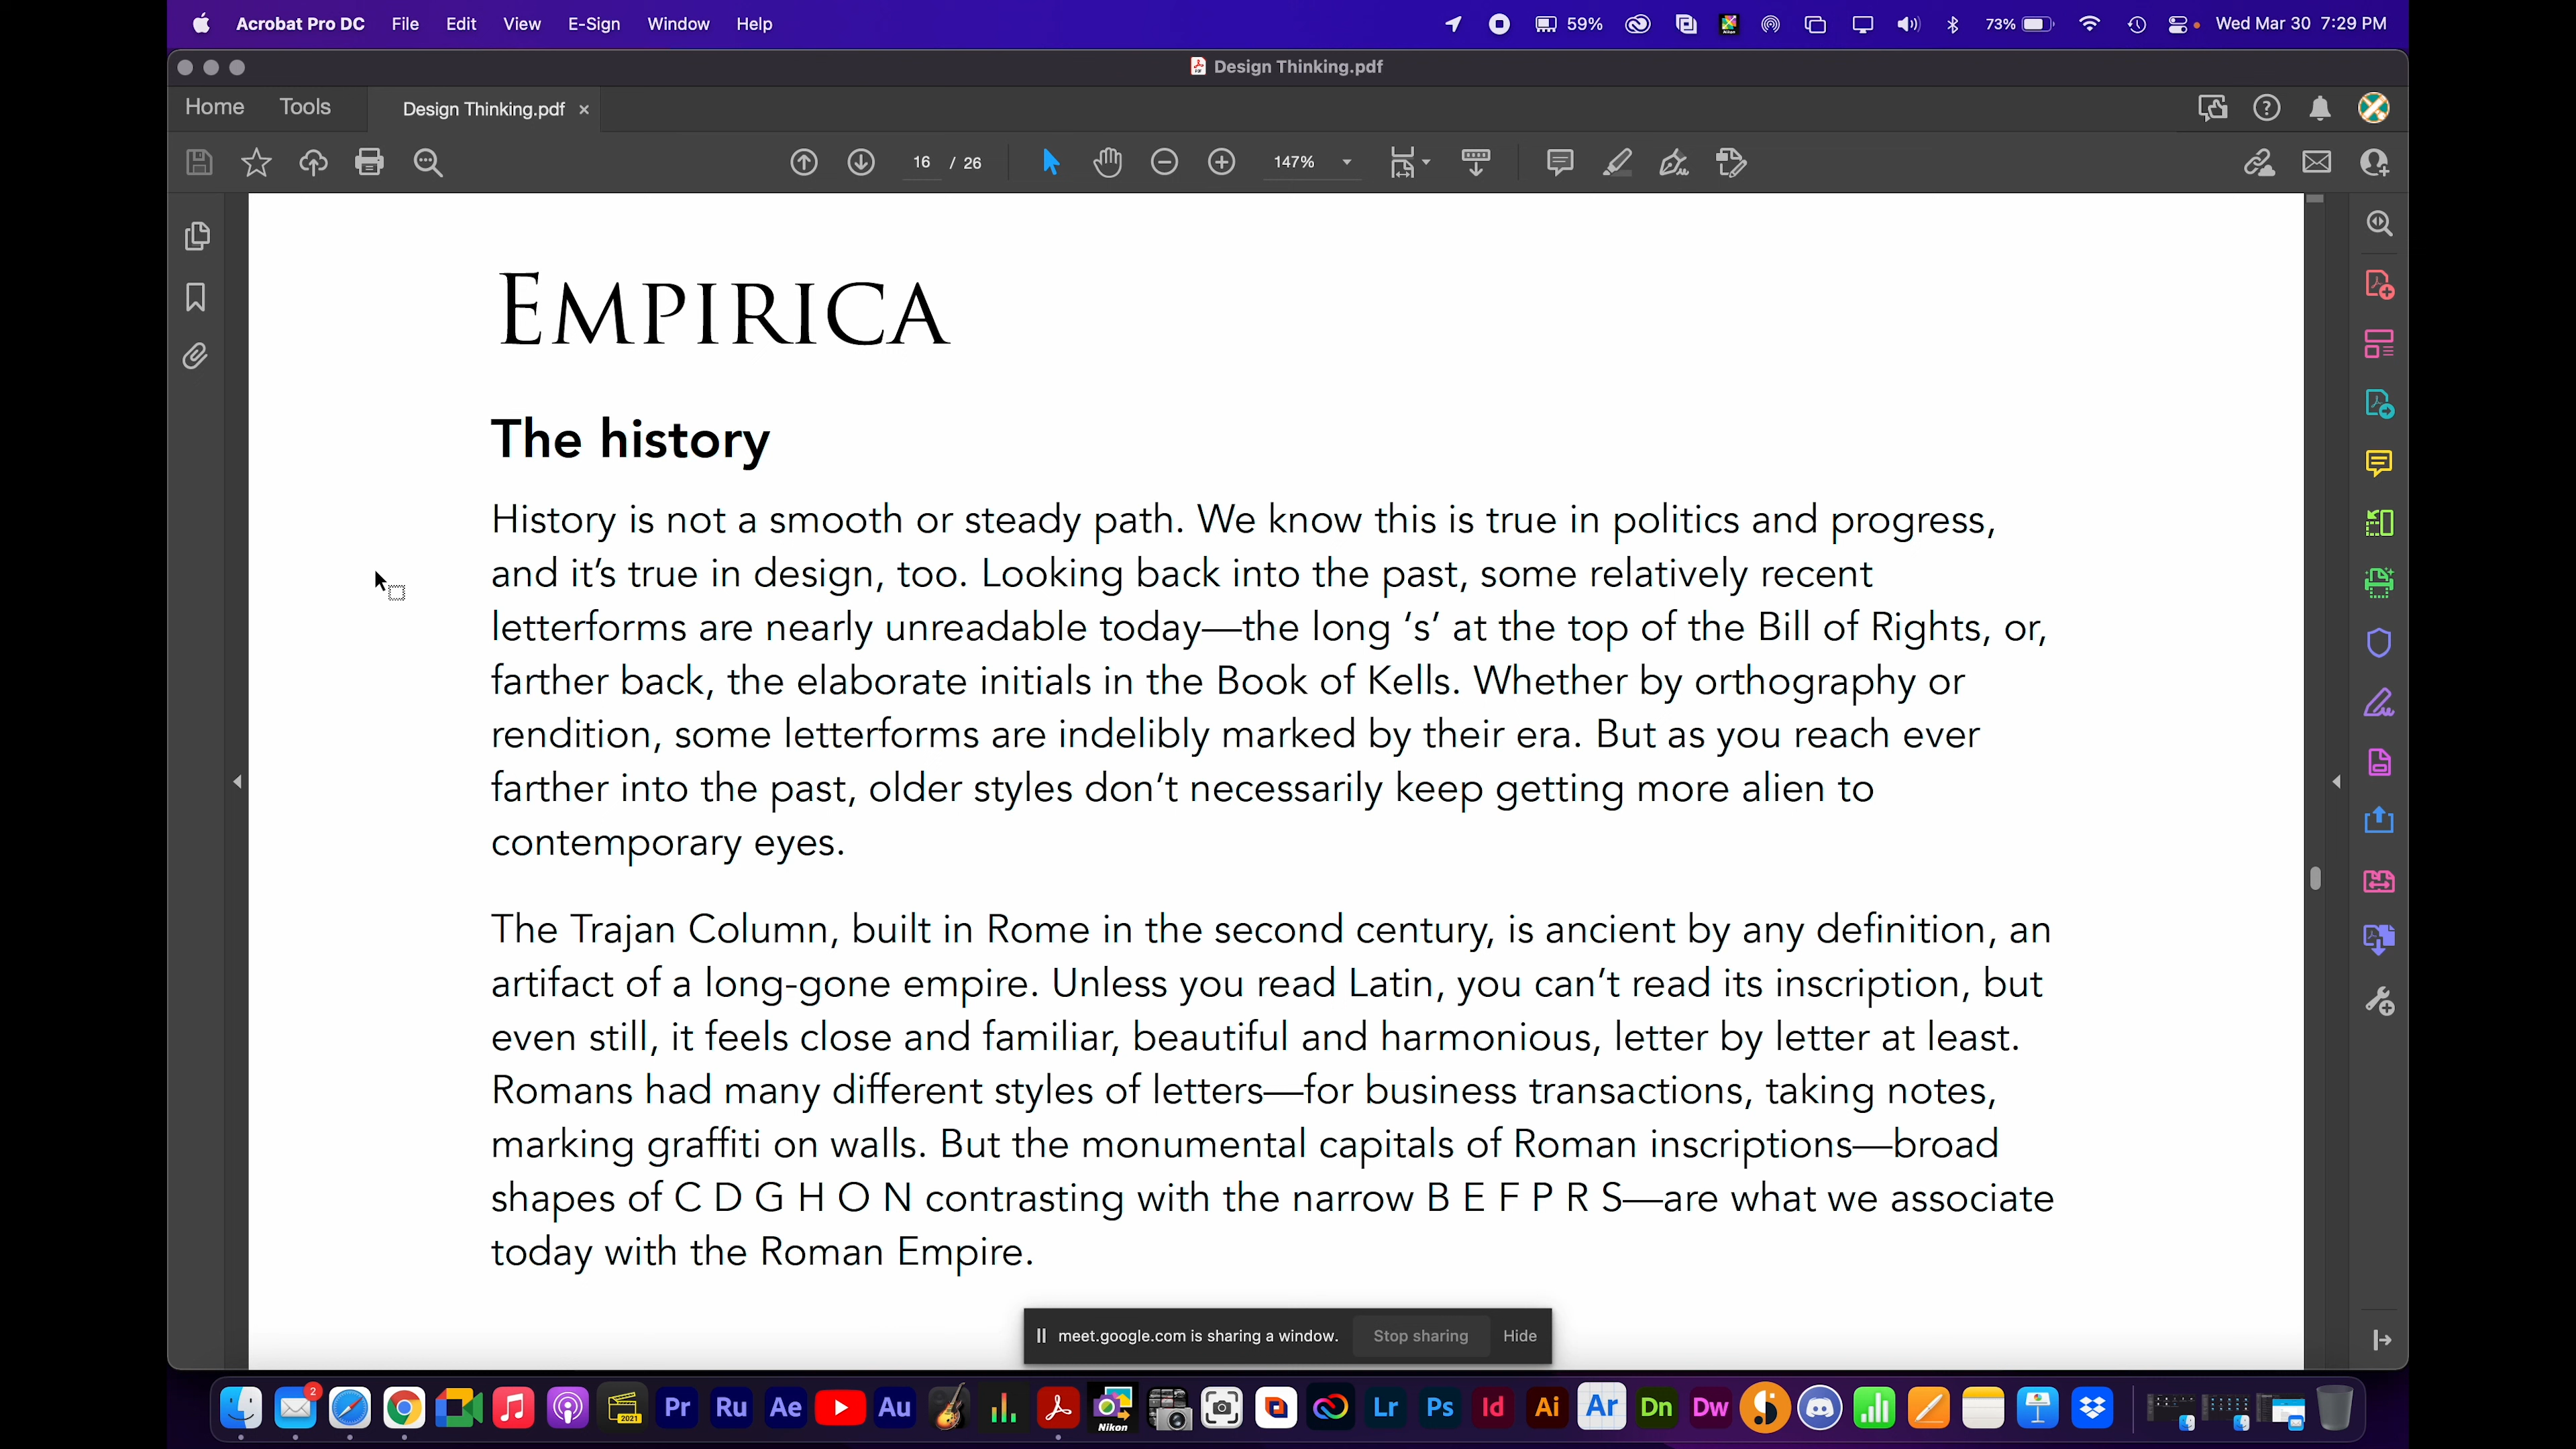 Acrobat Pro DC File Edit View E-Sign Window Help 59% 73% Wed Mar 30 7:29 PM
Design Thinking.pdf
Home Tools Design Thinking.pdf ×
16 / 26 147%
EMPIRICA
The history
History is not a smooth or steady path. We know this is true in politics and progress,
and it’s true in design, too. Looking back into the past, some relatively recent
letterforms are nearly unreadable today—the long ‘s’ at the top of the Bill of Rights, or,
farther back, the elaborate initials in the Book of Kells. Whether by orthography or
rendition, some letterforms are indelibly marked by their era. But as you reach ever
farther into the past, older styles don’t necessarily keep getting more alien to
contemporary eyes.
The Trajan Column, built in Rome in the second century, is ancient by any definition, an
artifact of a long-gone empire. Unless you read Latin, you can’t read its inscription, but
even still, it feels close and familiar, beautiful and harmonious, letter by letter at least.
Romans had many different styles of letters—for business transactions, taking notes,
marking graffiti on walls. But the monumental capitals of Roman inscriptions—broad
shapes of C D G H O N contrasting with the narrow B E F P R S—are what we associate
today with the Roman Empire.
meet.google.com is sharing a window. Stop sharing Hide
2 2021 Pr Ru Ae Au Nikon Lr Ps Id Ai Ar Dn Dw